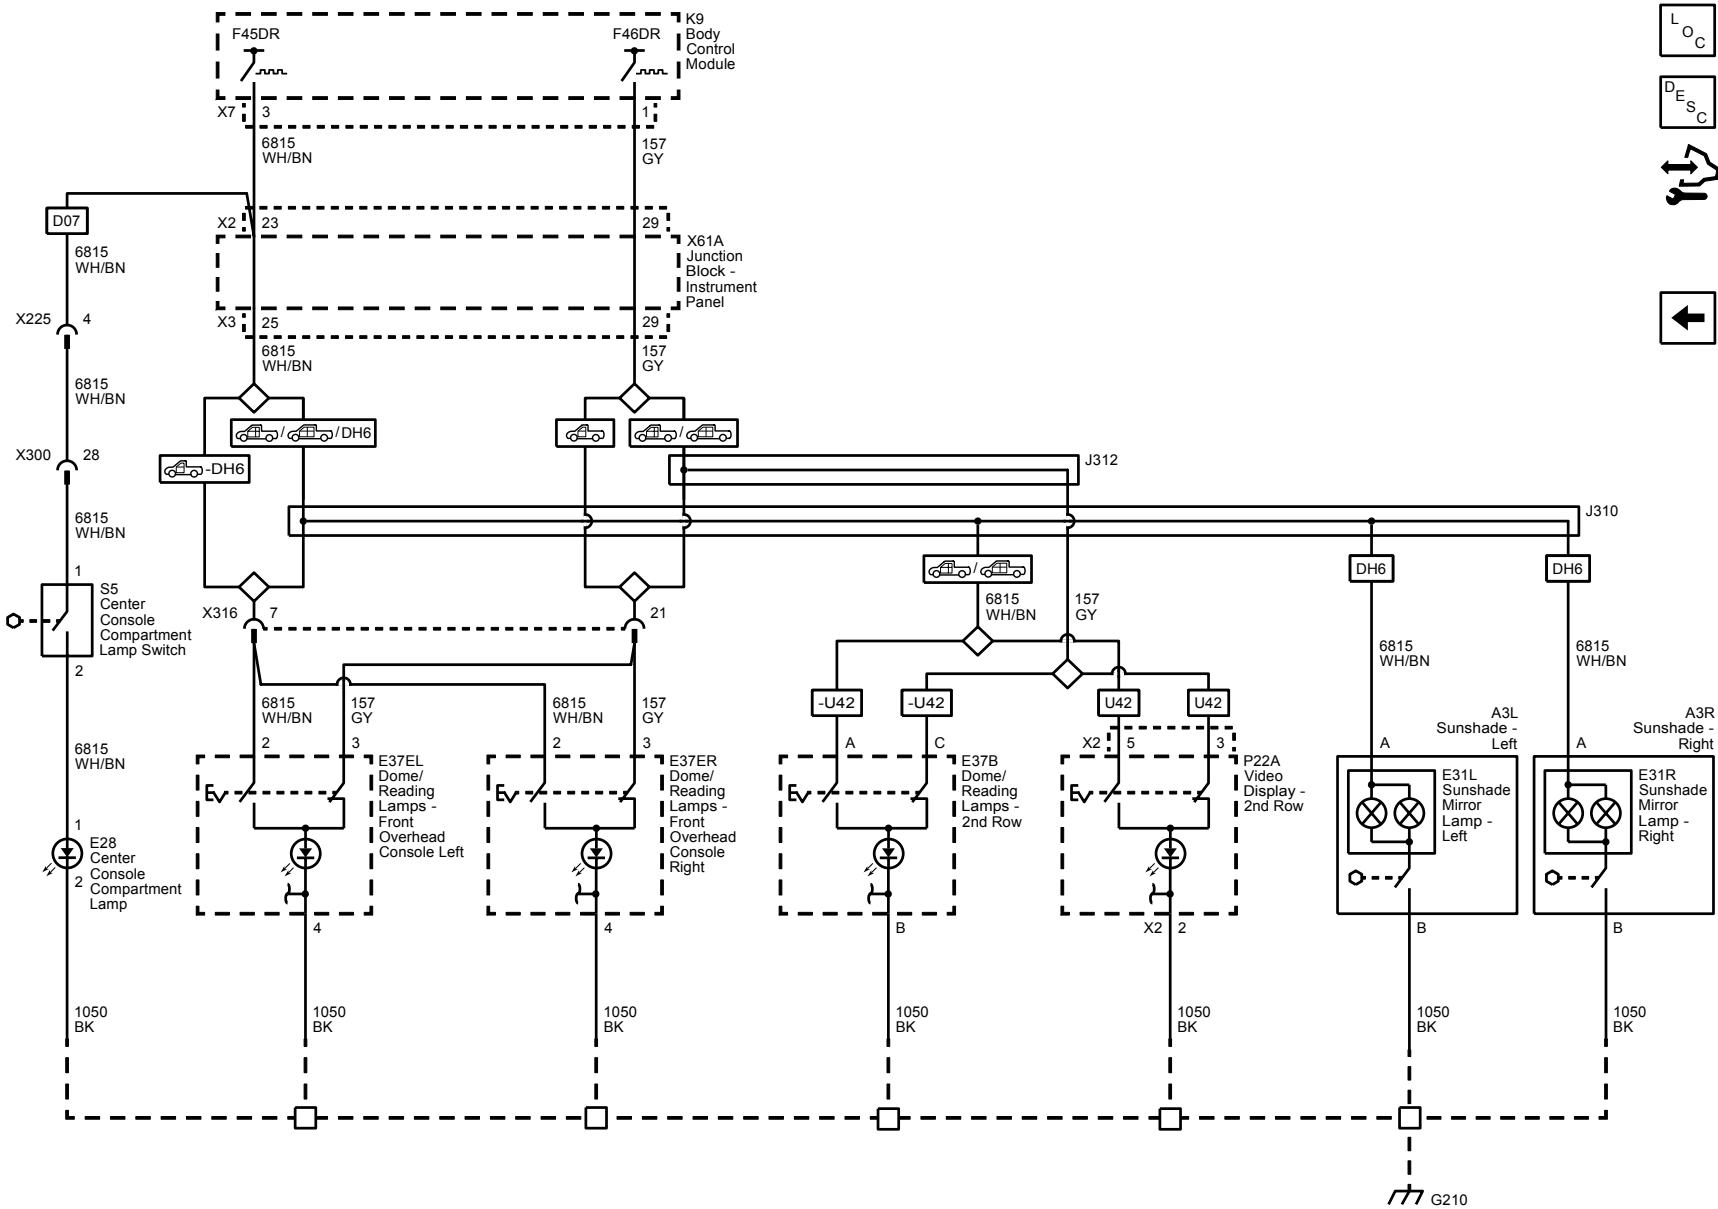 F45DR
F46DR
K9
Body
Control
Module
L
O
C
D
E
S
C
X7
3
1
6815
WH/BN
157
GY
D07
X2
23
29
6815
WH/BN
X61A
Junction
Block -
Instrument
Panel
X225
4
X3
25
29
6815
WH/BN
157
GY
6815
WH/BN
/
/DH6
/
X300
28
-DH6
J312
6815
WH/BN
J310
/
DH6
DH6
1
S5
Center
Console
Compartment
Lamp Switch
2
X316
7
21
6815
WH/BN
157
GY
6815
WH/BN
6815
WH/BN
6815
WH/BN
157
GY
6815
WH/BN
157
GY
-U42
-U42
U42
U42
A3L
Sunshade -
Left
A3R
Sunshade -
Right
6815
WH/BN
2
3
2
3
A
C
X2
5
3
A
A
E37EL
Dome/
Reading
Lamps -
Front
Overhead
Console Left
E37ER
Dome/
Reading
Lamps -
Front
Overhead
Console
Right
E37B
Dome/
Reading
Lamps -
2nd Row
P22A
Video
Display -
2nd Row
E31L
Sunshade
Mirror
Lamp -
Left
E31R
Sunshade
Mirror
Lamp -
Right
1
E28
Center
Console
Compartment
Lamp
2
4
4
B
X2
2
B
B
1050
BK
1050
BK
1050
BK
1050
BK
1050
BK
1050
BK
1050
BK
G210